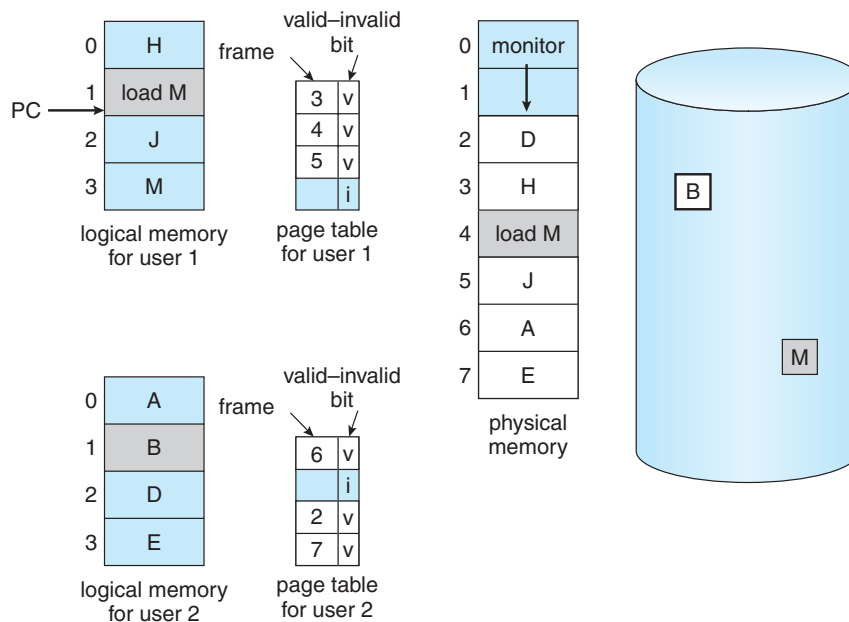 valid–invalid
bit
frame
0 H
1 load M
2 J
3 M
PC
logical memory
for user 1
3 v
4 v
5 v
i
page table
for user 1
0 monitor
1
2 D
3 H
4 load M
5 J
6 A
7 E
physical
memory
B
M
valid–invalid
bit
frame
0 A
1 B
2 D
3 E
logical memory
for user 2
6 v
i
2 v
7 v
page table
for user 2